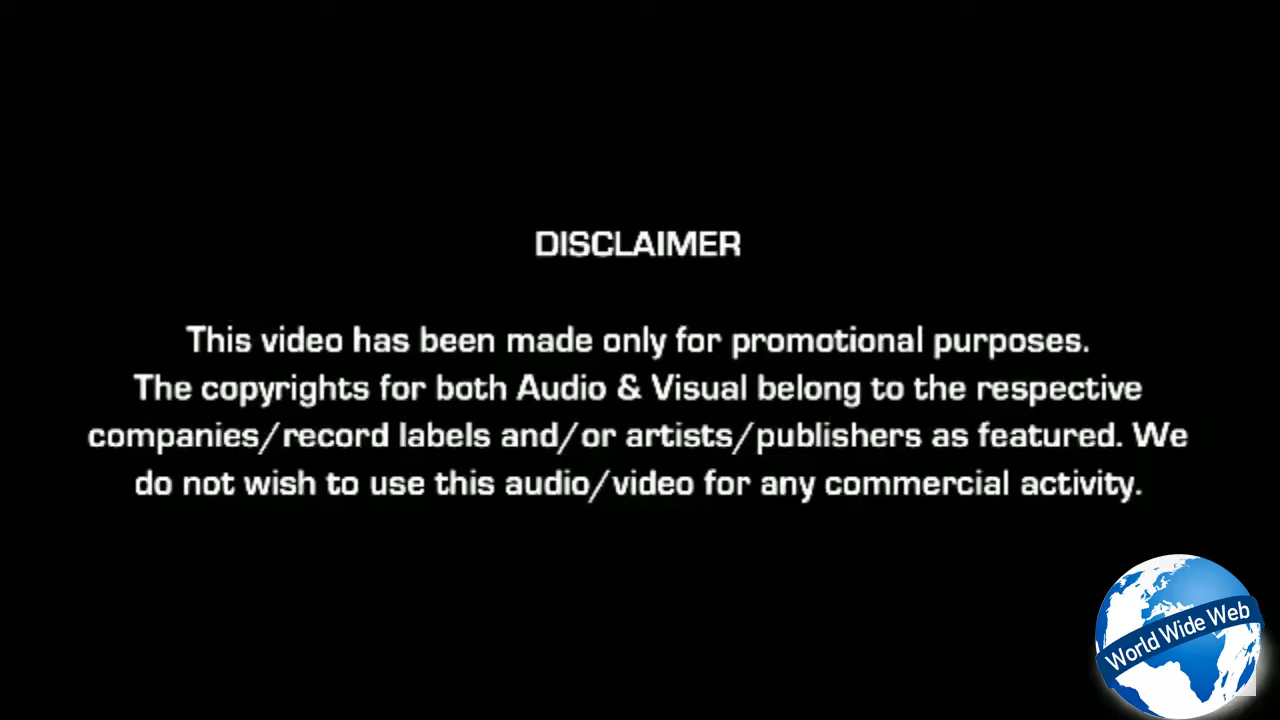 DISCLAIMER
This video has been made only for promotional purposes.
The copyrights for both Audio & Visual belong to the respective
companies/record labels and/or artists/publishers as featured. We
do not wish to use this audio/video for any commercial activity.
World Wide Web